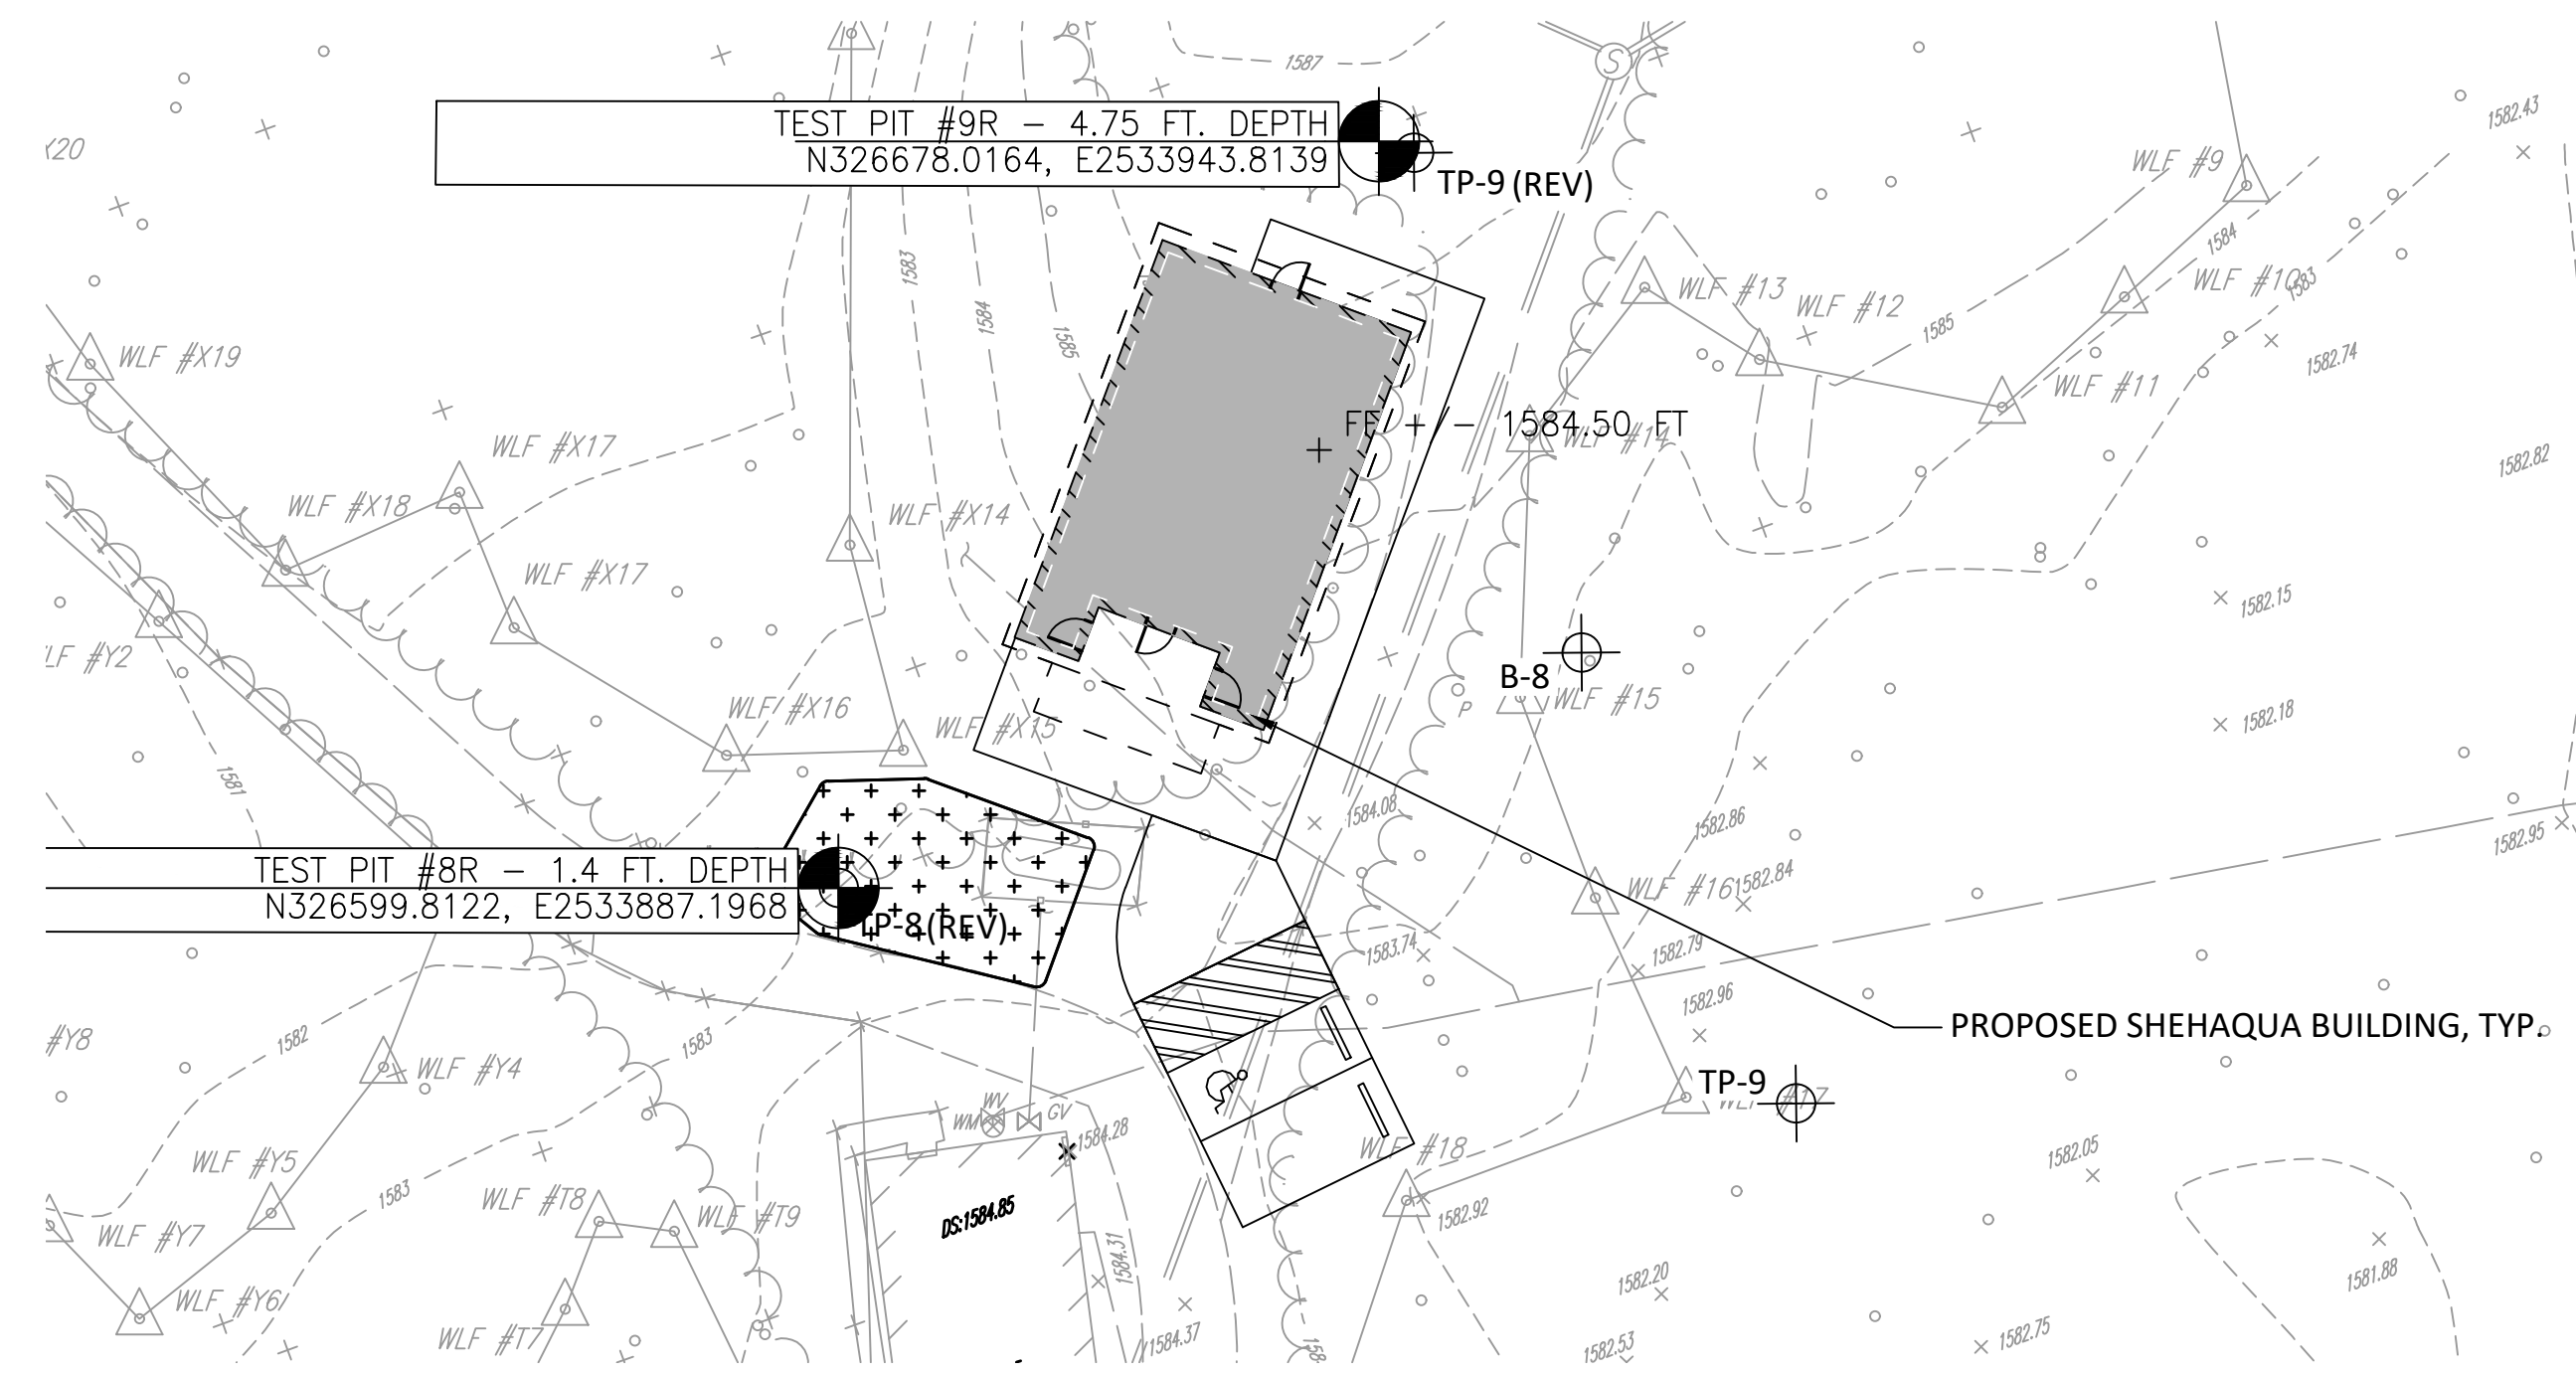 1587
S
TEST PIT #9R - 4.75 FT. DEPTH
N326678.0164, E2533943.8139
TP-9 (REV)
1582.43
X20
WLF #9
1584
1583
1583
1584
1585
WLF #10
WLF #13
WLF #12
1585
1582.74
WLF #X19
WLF #11
FF + - 1584.50 FT
WLF #14
WLF #X17
1582.82
WLF #X18
WLF #X14
WLF #X17
1582.15
LF #Y2
B-8
WLF #15
P
WLF #X16
WLF #X15
1582.18
1581
1584.08
1582.86
1582.95
TEST PIT #8R - 1.4 FT. DEPTH
N326599.8122, E2533887.1968
TP-8(REV)
WLF #16
1582.84
1583.74
1582.79
1582.96
PROPOSED SHEHAQUA BUILDING, TYP.
#Y8
1582
1583
WLF #Y4
TP-9
WLF #17
WV
WM
GV
1584.28
WLF #18
1582.05
WLF #Y5
1583
WLF #T8
WLF #T9
DS:1584.85
1582.92
WLF #Y7
1584.31
1582.20
1581.88
WLF #Y6
WLF #T7
1584.37
158
1582.53
1582.75